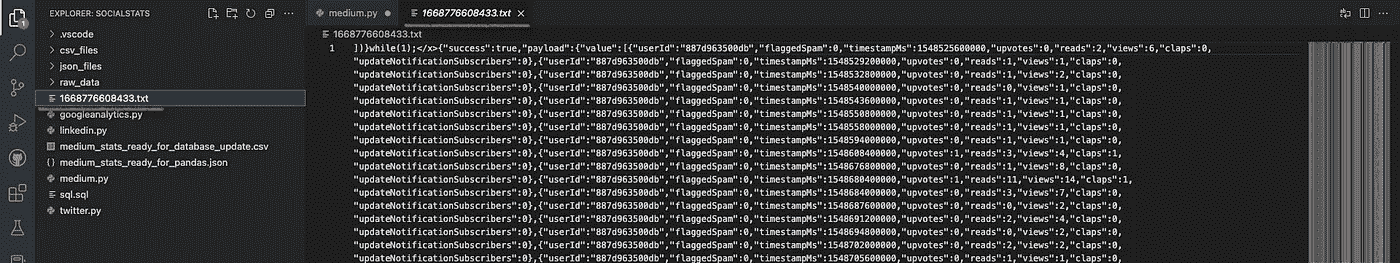 EXPLORER: SOCIALSTATS
.vscode
csv_files
json_files
raw_data
1668776608433.txt
googleanalytics.py
linkedin.py
medium_stats_ready_for_database_update.csv
medium_stats_ready_for_pandas.json
medium.py
sql.sql
twitter.py
medium.py
1668776608433.txt
1668776608433.txt
1 ])}while(1);</x>{"success":true,"payload":{"value":[{"userId":"887d963500db","flaggedSpam":0,"timestampMs":1548525600000,"upvotes":0,"reads":2,"views":6,"claps":0,
"updateNotificationSubscribers":0},{"userId":"887d963500db","flaggedSpam":0,"timestampMs":1548529200000,"upvotes":0,"reads":1,"views":1,"claps":0,
"updateNotificationSubscribers":0},{"userId":"887d963500db","flaggedSpam":0,"timestampMs":1548532800000,"upvotes":0,"reads":1,"views":2,"claps":0,
"updateNotificationSubscribers":0},{"userId":"887d963500db","flaggedSpam":0,"timestampMs":1548540000000,"upvotes":0,"reads":1,"views":1,"claps":0,
"updateNotificationSubscribers":0},{"userId":"887d963500db","flaggedSpam":0,"timestampMs":1548543600000,"upvotes":0,"reads":1,"views":1,"claps":0,
"updateNotificationSubscribers":0},{"userId":"887d963500db","flaggedSpam":0,"timestampMs":1548550800000,"upvotes":0,"reads":1,"views":1,"claps":0,
"updateNotificationSubscribers":0},{"userId":"887d963500db","flaggedSpam":0,"timestampMs":1548558000000,"upvotes":0,"reads":1,"views":1,"claps":0,
"updateNotificationSubscribers":0},{"userId":"887d963500db","flaggedSpam":0,"timestampMs":1548594000000,"upvotes":0,"reads":1,"views":1,"claps":0,
"updateNotificationSubscribers":0},{"userId":"887d963500db","flaggedSpam":0,"timestampMs":1548608400000,"upvotes":1,"reads":3,"views":4,"claps":1,
"updateNotificationSubscribers":0},{"userId":"887d963500db","flaggedSpam":0,"timestampMs":1548676800000,"upvotes":0,"reads":1,"views":8,"claps":0,
"updateNotificationSubscribers":0},{"userId":"887d963500db","flaggedSpam":0,"timestampMs":1548680400000,"upvotes":1,"reads":11,"views":14,"claps":1,
"updateNotificationSubscribers":0},{"userId":"887d963500db","flaggedSpam":0,"timestampMs":1548684000000,"upvotes":0,"reads":3,"views":7,"claps":0,
"updateNotificationSubscribers":0},{"userId":"887d963500db","flaggedSpam":0,"timestampMs":1548687600000,"upvotes":0,"reads":0,"views":2,"claps":0,
"updateNotificationSubscribers":0},{"userId":"887d963500db","flaggedSpam":0,"timestampMs":1548691200000,"upvotes":0,"reads":2,"views":4,"claps":0,
"updateNotificationSubscribers":0},{"userId":"887d963500db","flaggedSpam":0,"timestampMs":1548694800000,"upvotes":0,"reads":0,"views":2,"claps":0,
"updateNotificationSubscribers":0},{"userId":"887d963500db","flaggedSpam":0,"timestampMs":1548702000000,"upvotes":0,"reads":2,"views":2,"claps":0,
"updateNotificationSubscribers":0},{"userId":"887d963500db","flaggedSpam":0,"timestampMs":1548705600000,"upvotes":0,"reads":1,"views":1,"claps":0,